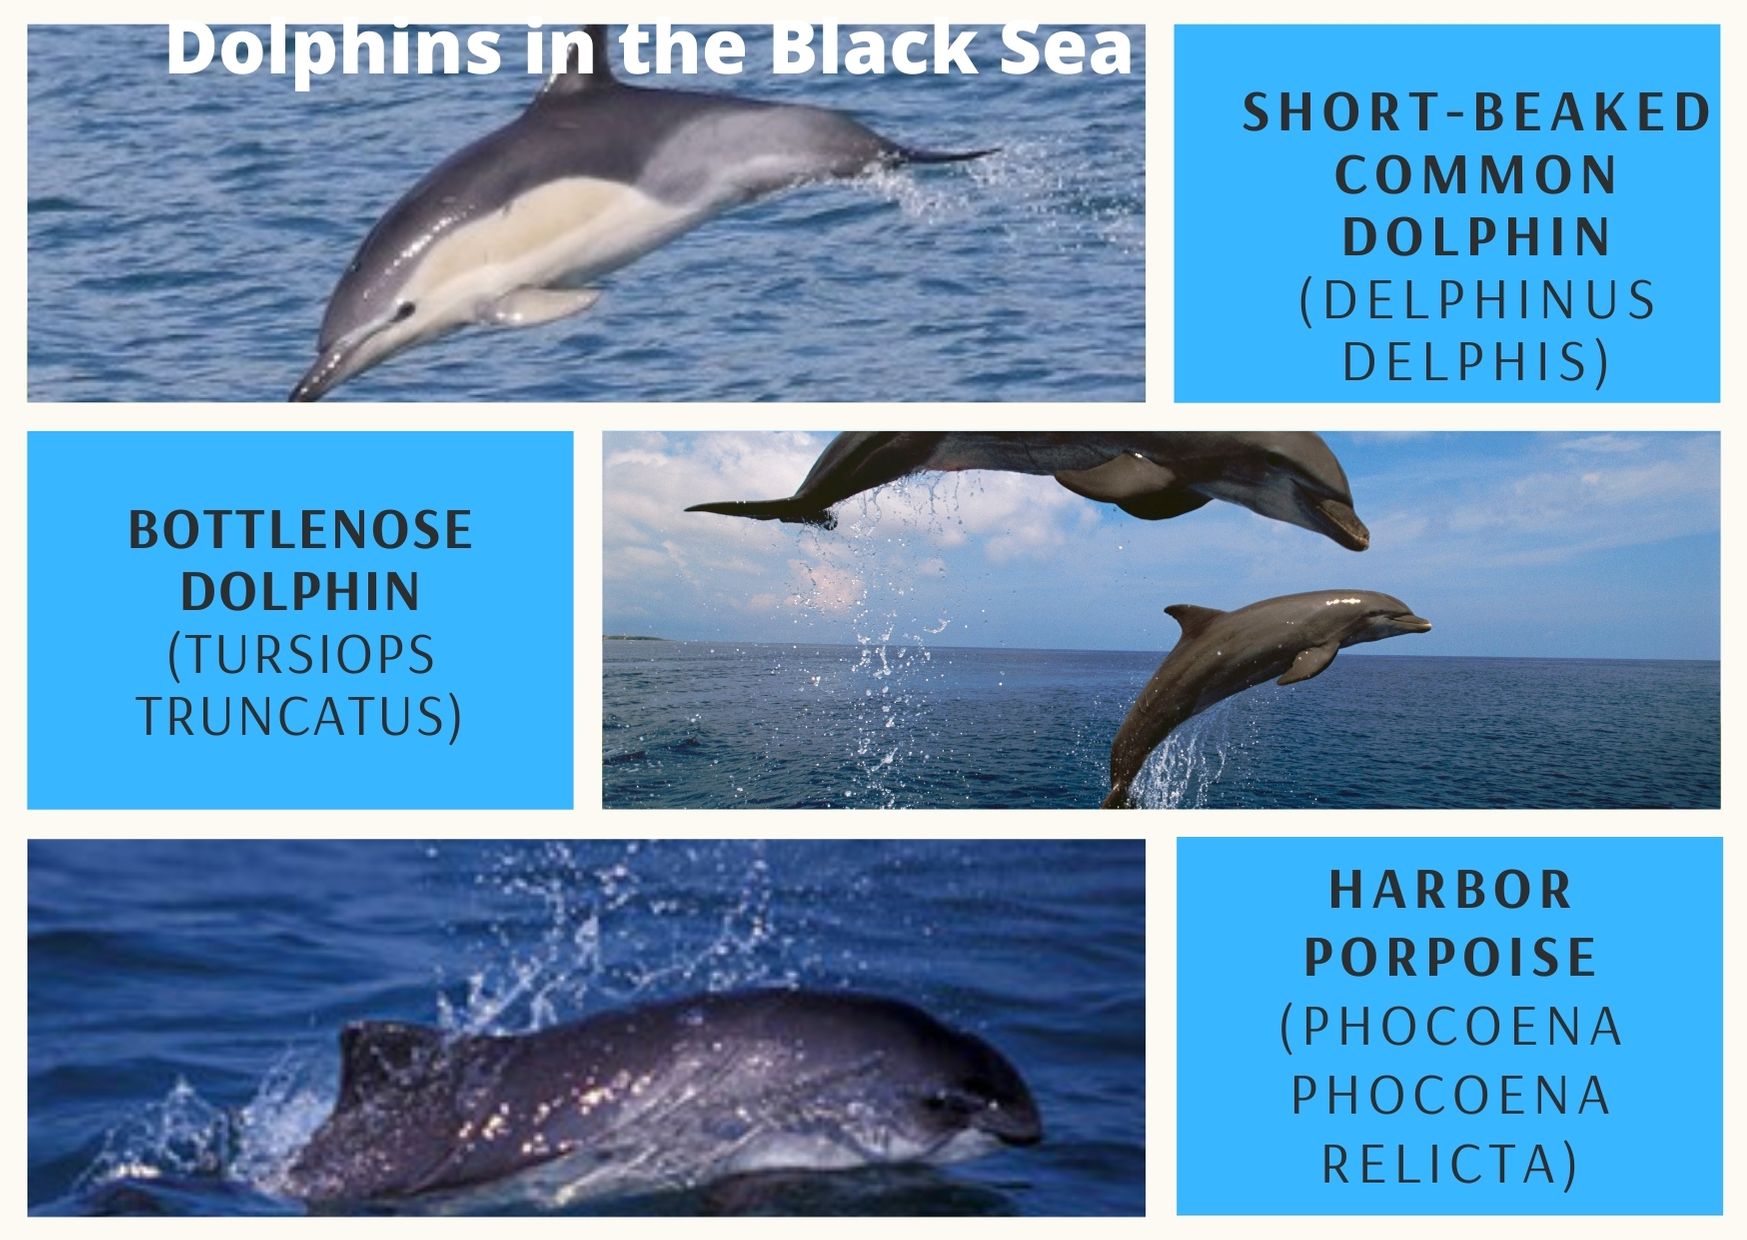 Dolphins in the Black Sea
SHORT-BEAKED
COMMON
DOLPHIN
(DELPHINUS
DELPHIS)
BOTTLENOSE
DOLPHIN
(TURSIOPS
TRUNCATUS)
HARBOR
PORPOISE
(PHOCOENA
PHOCOENA
RELICTA)